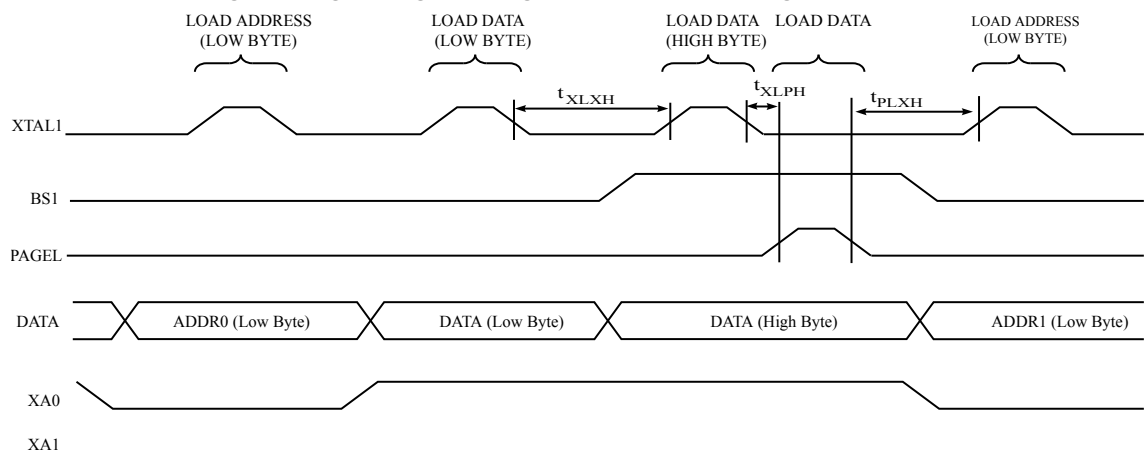 LOAD ADDRESS
(LOW BYTE)
LOAD DATA
(LOW BYTE)
LOAD DATA
(HIGH BYTE)
LOAD DATA
LOAD ADDRESS
(LOW BYTE)
tXLXH
tXLPH
tPLXH
XTAL1
BS1
PAGEL
DATA
ADDR0 (Low Byte)
DATA (Low Byte)
DATA (High Byte)
ADDR1 (Low Byte)
XA0
XA1